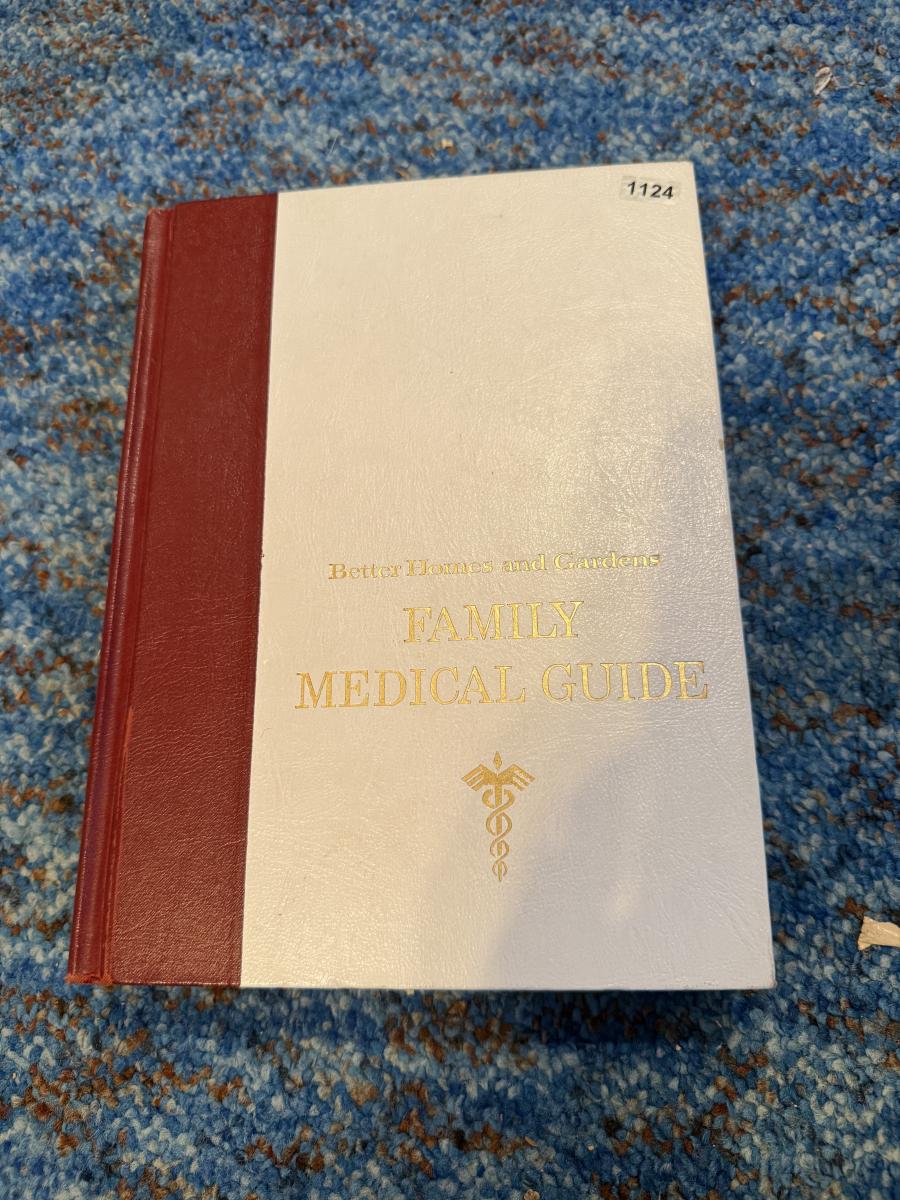 1124
Better Homes and Gardens
FAMILY
MEDICAL GUIDE